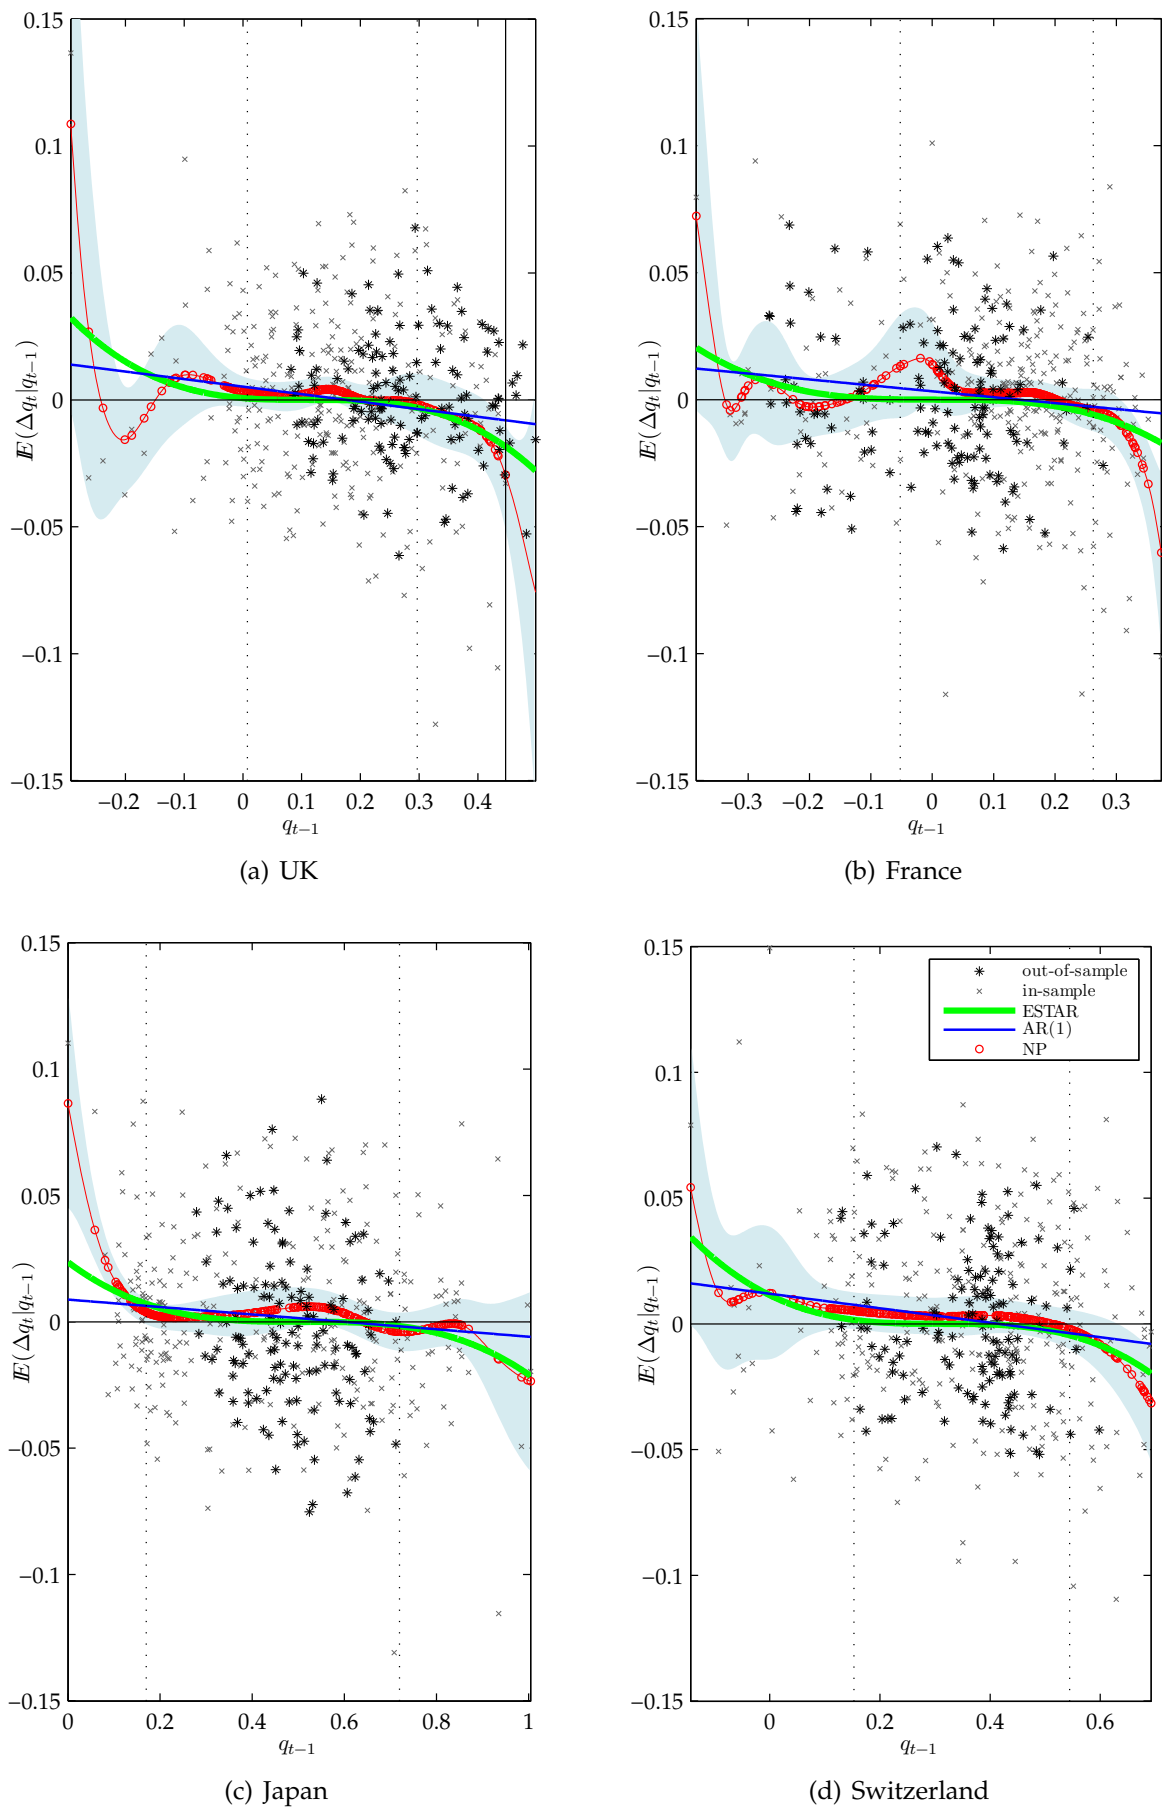 0.15
0.1
0.05
0
−0.05
−0.1
−0.15
𝔼(Δq_t|q_{t−1})
−0.2 −0.1 0 0.1 0.2 0.3 0.4
q_{t−1}
(a) UK
0.15
0.1
0.05
0
−0.05
−0.1
−0.15
𝔼(Δq_t|q_{t−1})
−0.3 −0.2 −0.1 0 0.1 0.2 0.3
q_{t−1}
(b) France
0.15
0.1
0.05
0
−0.05
−0.1
−0.15
𝔼(Δq_t|q_{t−1})
0 0.2 0.4 0.6 0.8 1
q_{t−1}
(c) Japan
0.15
0.1
0.05
0
−0.05
−0.1
−0.15
𝔼(Δq_t|q_{t−1})
out-of-sample
in-sample
ESTAR
AR(1)
NP
0 0.2 0.4 0.6
q_{t−1}
(d) Switzerland